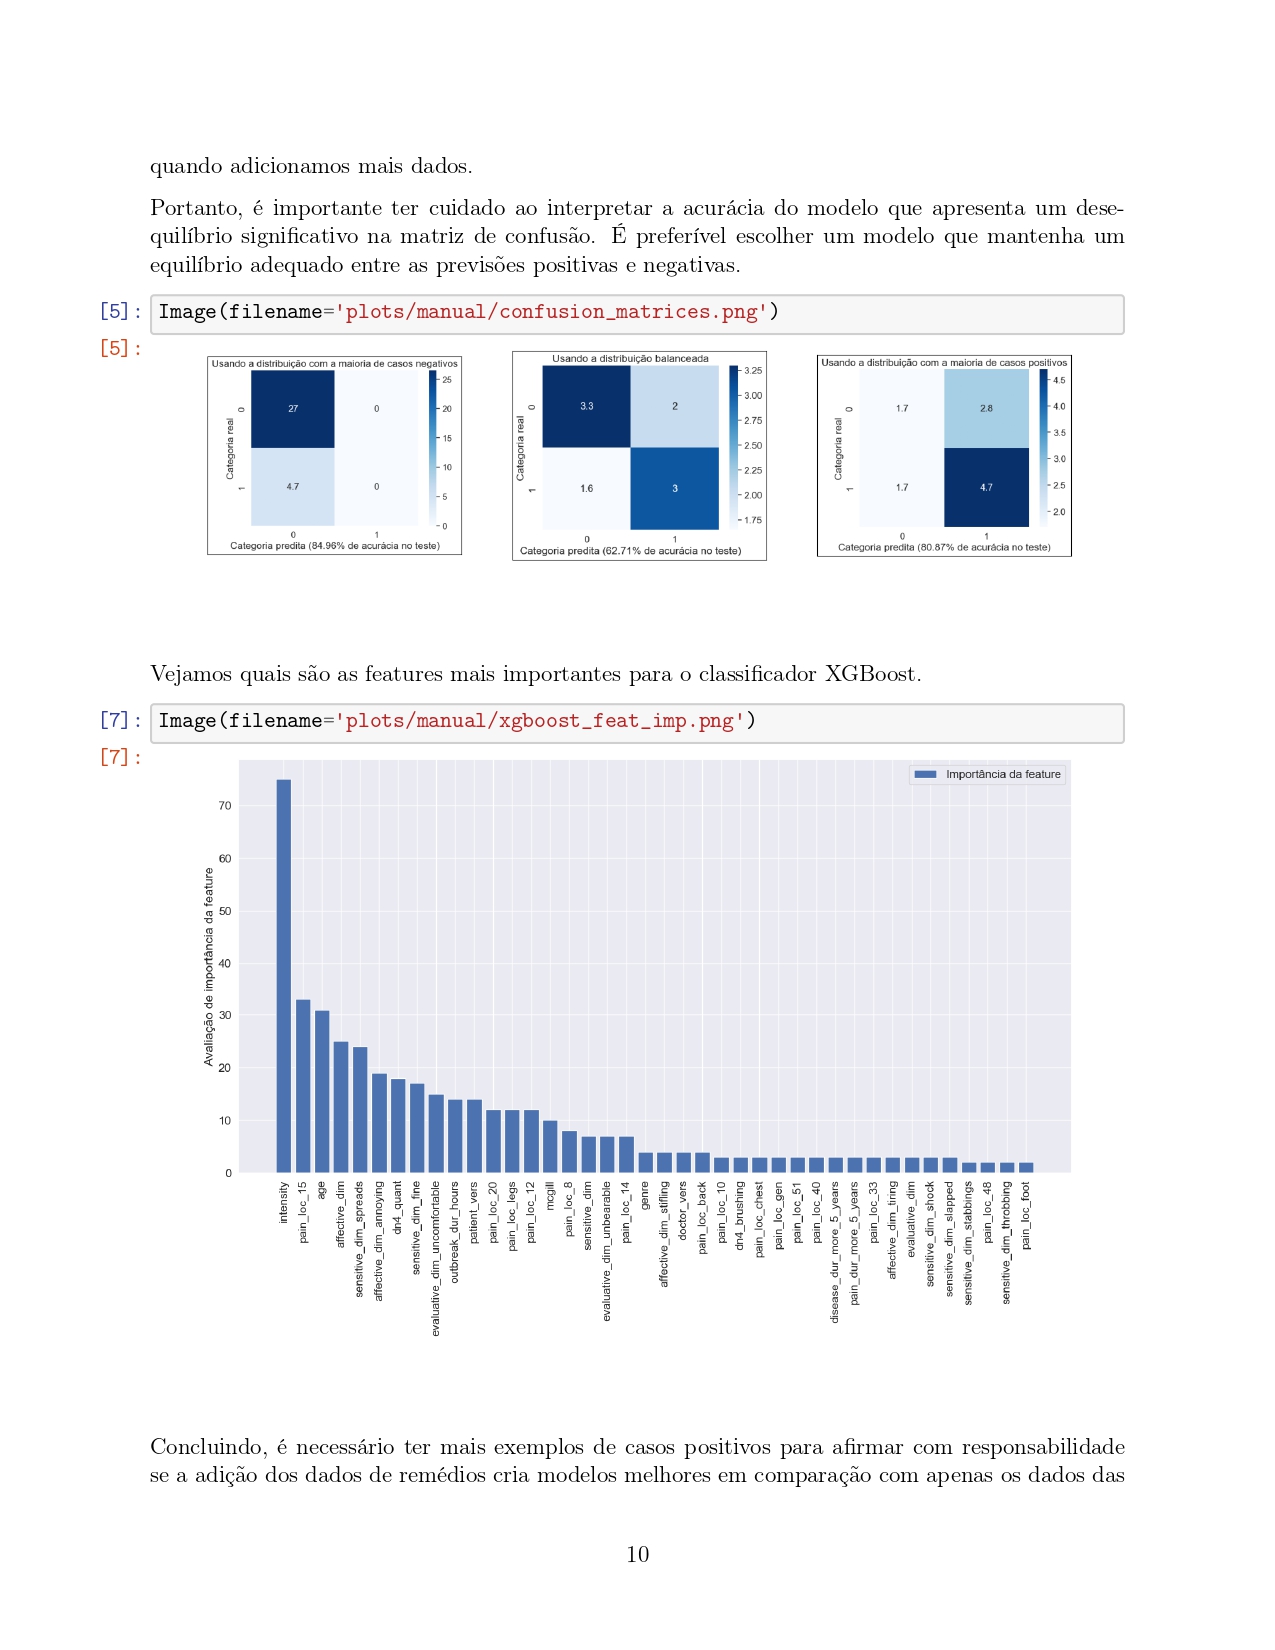 quando adicionamos mais dados.
Portanto, é importante ter cuidado ao interpretar a acurácia do modelo que apresenta um dese-
quilíbrio significativo na matriz de confusão. É preferível escolher um modelo que mantenha um
equilíbrio adequado entre as previsões positivas e negativas.
[5]: Image(filename='plots/manual/confusion_matrices.png')
[5]:
Usando a distribuição com a maioria de casos negativos
Categoria real
0
1
27
0
4.7
0
25
20
15
10
5
0
0
1
Categoria predita (84.96% de acurácia no teste)
Usando a distribuição balanceada
Categoria real
0
1
3.3
2
1.6
3
3.25
3.00
2.75
2.50
2.25
2.00
1.75
0
1
Categoria predita (62.71% de acurácia no teste)
Usando a distribuição com a maioria de casos positivos
Categoria real
0
1
1.7
2.8
1.7
4.7
4.5
4.0
3.5
3.0
2.5
2.0
0
1
Categoria predita (80.87% de acurácia no teste)
Vejamos quais são as features mais importantes para o classificador XGBoost.
[7]: Image(filename='plots/manual/xgboost_feat_imp.png')
[7]:
Importância da feature
Avaliação de importância da feature
70
60
50
40
30
20
10
0
intensity
pain_loc_15
age
affective_dim
sensitive_dim_spreads
affective_dim_annoying
dn4_quant
sensitive_dim_fine
evaluative_dim_uncomfortable
outbreak_dur_hours
patient_vers
pain_loc_20
pain_loc_legs
pain_loc_12
mcgill
pain_loc_8
sensitive_dim
evaluative_dim_unbearable
pain_loc_14
genre
affective_dim_stifling
doctor_vers
pain_loc_back
pain_loc_10
dn4_brushing
pain_loc_chest
pain_loc_gen
pain_loc_51
pain_loc_40
disease_dur_more_5_years
pain_dur_more_5_years
pain_loc_33
affective_dim_tiring
evaluative_dim
sensitive_dim_shock
sensitive_dim_slapped
sensitive_dim_stabbings
pain_loc_48
sensitive_dim_throbbing
pain_loc_foot
Concluindo, é necessário ter mais exemplos de casos positivos para afirmar com responsabilidade
se a adição dos dados de remédios cria modelos melhores em comparação com apenas os dados das
10